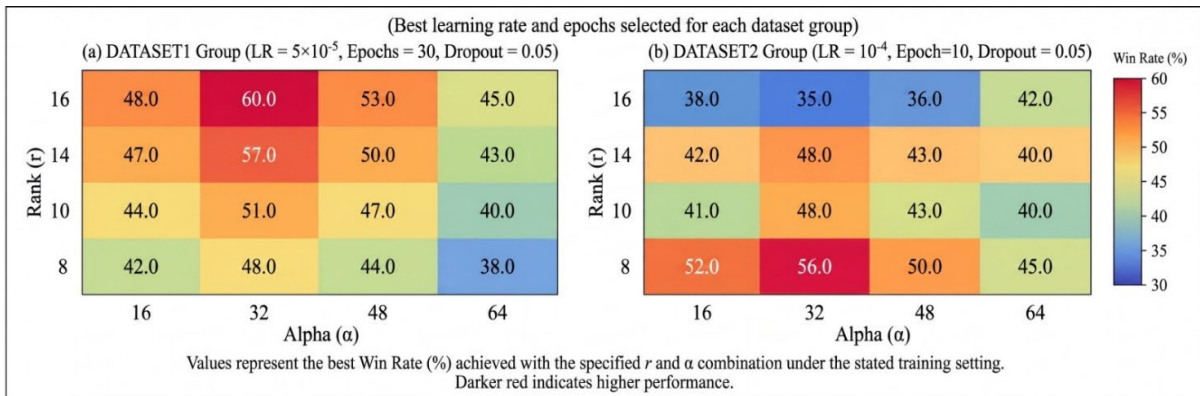 (Best learning rate and epochs selected for each dataset group)
(a) DATASET1 Group (LR = 5×10⁻⁵, Epochs = 30, Dropout = 0.05)
16 48.0 60.0 53.0 45.0
14 47.0 57.0 50.0 43.0
10 44.0 51.0 47.0 40.0
8 42.0 48.0 44.0 38.0
Rank (r)
16 32 48 64
Alpha (α)
(b) DATASET2 Group (LR = 10⁻⁴, Epoch=10, Dropout = 0.05)
16 38.0 35.0 36.0 42.0
14 42.0 48.0 43.0 40.0
10 41.0 48.0 43.0 40.0
8 52.0 56.0 50.0 45.0
Rank (r)
16 32 48 64
Alpha (α)
Win Rate (%)
60
55
50
45
40
35
30
Values represent the best Win Rate (%) achieved with the specified r and α combination under the stated training setting.
Darker red indicates higher performance.